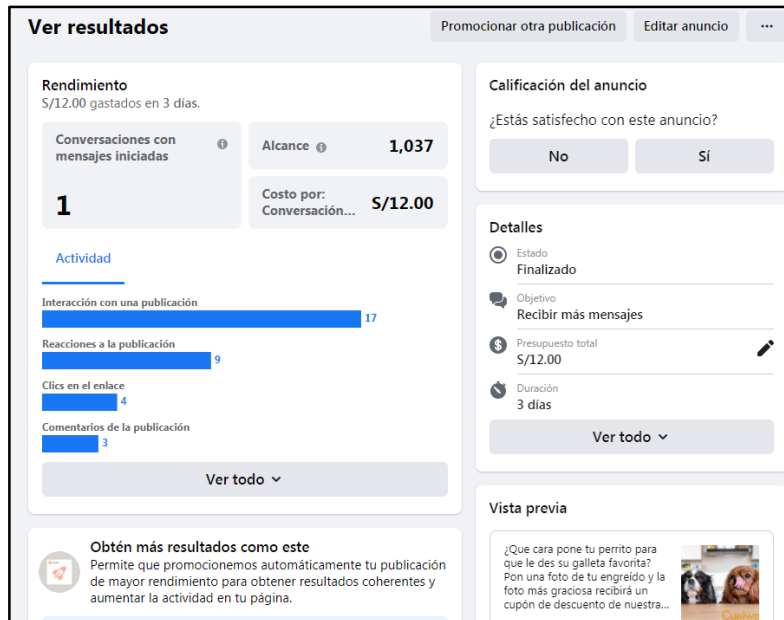 Ver resultados
Promocionar otra publicación
Editar anuncio
...
Rendimiento
S/12.00 gastados en 3 días.
Conversaciones con
mensajes iniciadas
1
Alcance
1,037
Costo por:
Conversación...
S/12.00
Actividad
Interacción con una publicación
17
Reacciones a la publicación
9
Clics en el enlace
4
Comentarios de la publicación
3
Ver todo
Obtén más resultados como este
Permite que promocionemos automáticamente tu publicación
de mayor rendimiento para obtener resultados coherentes y
aumentar la actividad en tu página.
Calificación del anuncio
¿Estás satisfecho con este anuncio?
No
Sí
Detalles
Estado
Finalizado
Objetivo
Recibir más mensajes
Presupuesto total
S/12.00
Duración
3 días
Ver todo
Vista previa
¿Que cara pone tu perrito para
que le des su galleta favorita?
Pon una foto de tu engreído y la
foto más graciosa recibirá un
cupón de descuento de nuestra...